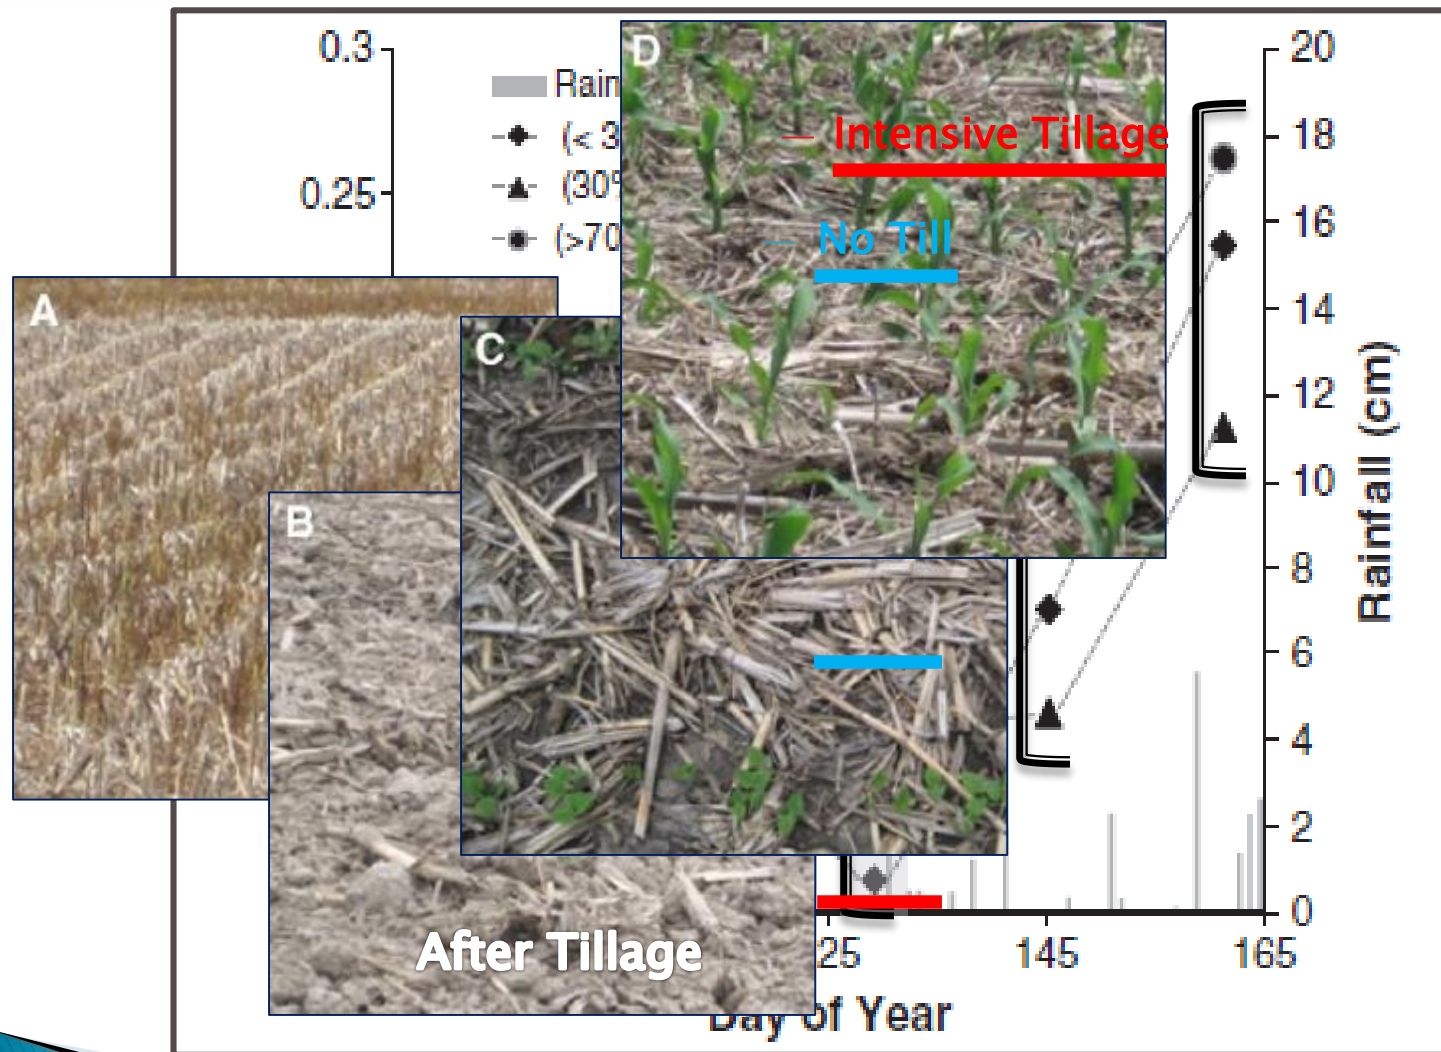 0.3
0.25
Rain
(< 3
(30%
(>70
A
B
C
D
Intensive Tillage
No Till
After Tillage
20
18
16
14
12
10
8
6
4
2
0
Rainfall (cm)
25
145
165
Day of Year